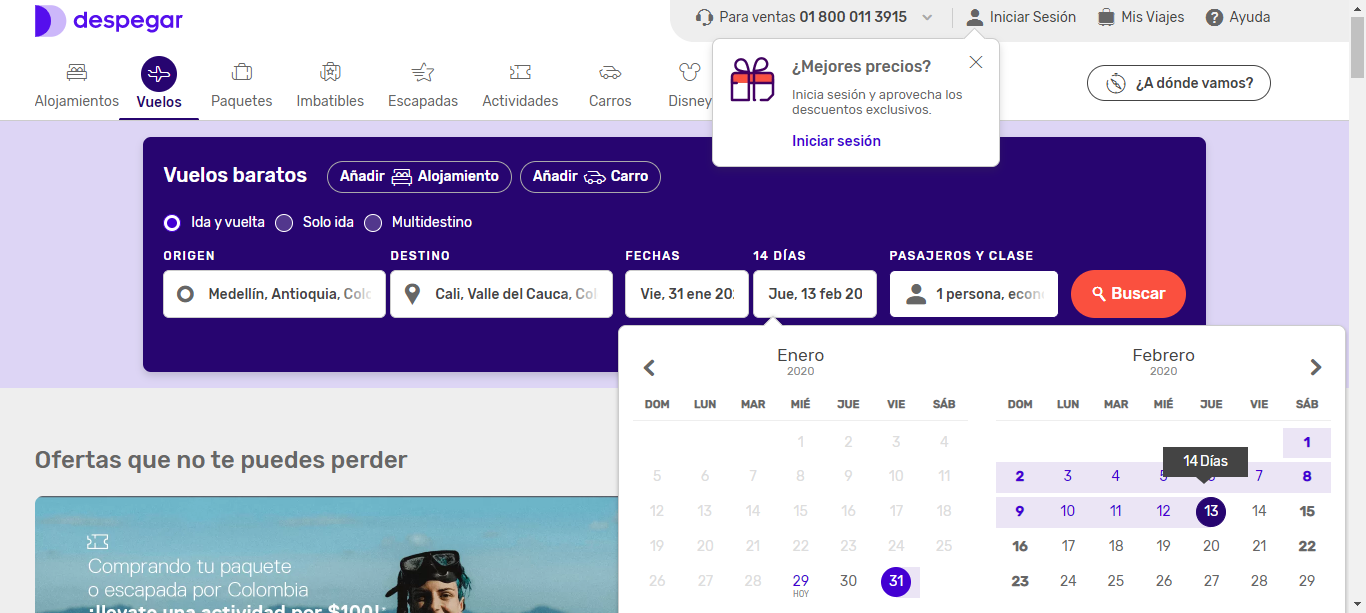 despegar
Para ventas 01 800 011 3915
Iniciar Sesión
Mis Viajes
Ayuda
Alojamientos
Vuelos
Paquetes
Imbatibles
Escapadas
Actividades
Carros
Disney
¿Mejores precios?
Inicia sesión y aprovecha los
descuentos exclusivos.
Iniciar sesión
¿A dónde vamos?
Vuelos baratos
Añadir Alojamiento
Añadir Carro
Ida y vuelta
Solo ida
Multidestino
ORIGEN
DESTINO
FECHAS
14 DÍAS
PASAJEROS Y CLASE
Medellín, Antioquia, Colo
Cali, Valle del Cauca, Col
Vie, 31 ene 20
Jue, 13 feb 20
1 persona, econ
Buscar
Enero
2020
DOM LUN MAR MIÉ JUE VIE SÁB
1 2 3 4
5 6 7 8 9 10 11
12 13 14 15 16 17 18
19 20 21 22 23 24 25
26 27 28 29 30 31
HOY
Febrero
2020
DOM LUN MAR MIÉ JUE VIE SÁB
1
14 Días
2 3 4 5 6 7 8
9 10 11 12 13 14 15
16 17 18 19 20 21 22
23 24 25 26 27 28 29
Ofertas que no te puedes perder
Comprando tu paquete
o escapada por Colombia
¡llevate una actividad por $100!*